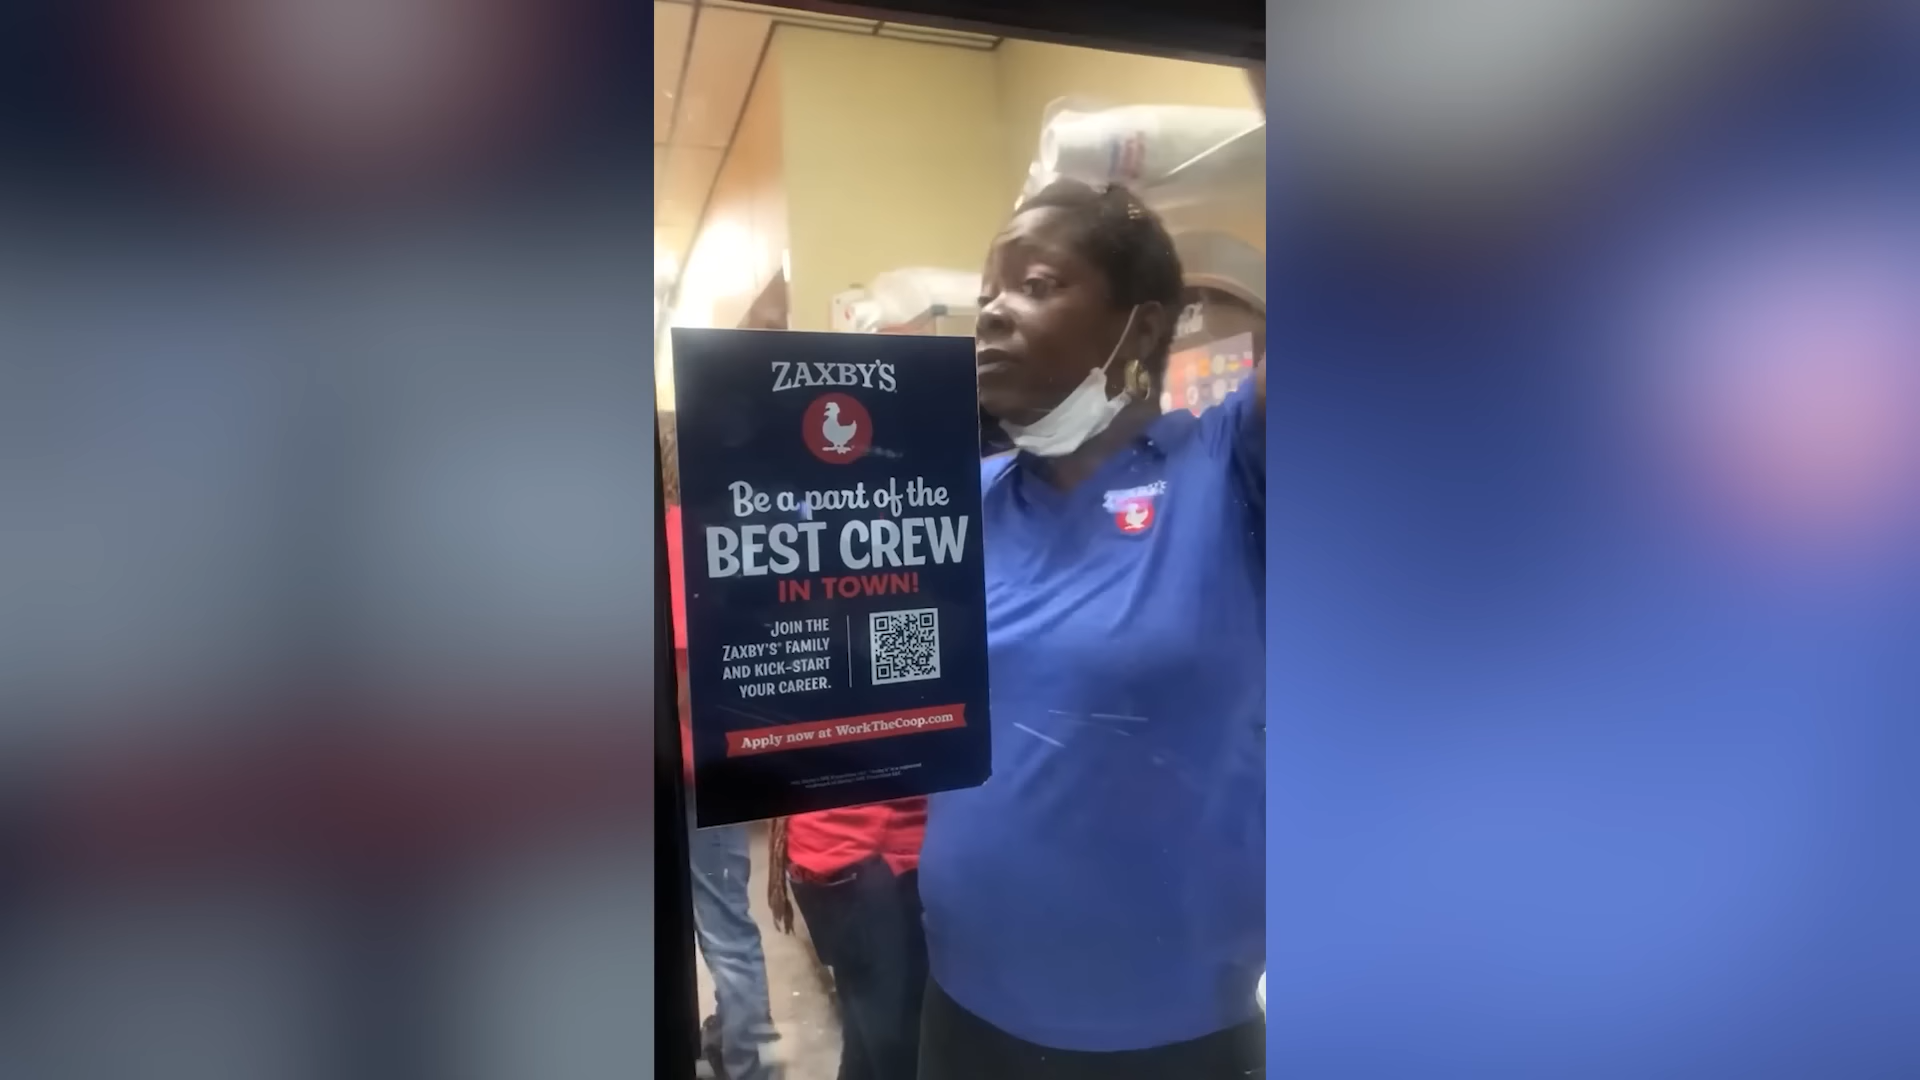 ZAXBY'S
Be a part of the
BEST CREW
IN TOWN!
JOIN THE
ZAXBY'S® FAMILY
AND KICK-START
YOUR CAREER.
Apply now at WorkTheCoop.com
ZAXBY'S